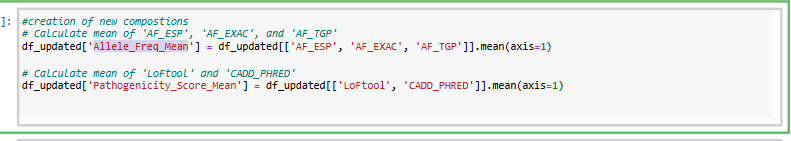 ]: #creation of new compostions
# Calculate mean of 'AF_ESP', 'AF_EXAC', and 'AF_TGP'
df_updated['Allele_Freq_Mean'] = df_updated[['AF_ESP', 'AF_EXAC', 'AF_TGP']].mean(axis=1)
# Calculate mean of 'LoFtool' and 'CADD_PHRED'
df_updated['Pathogenicity_Score_Mean'] = df_updated[['LoFtool', 'CADD_PHRED']].mean(axis=1)